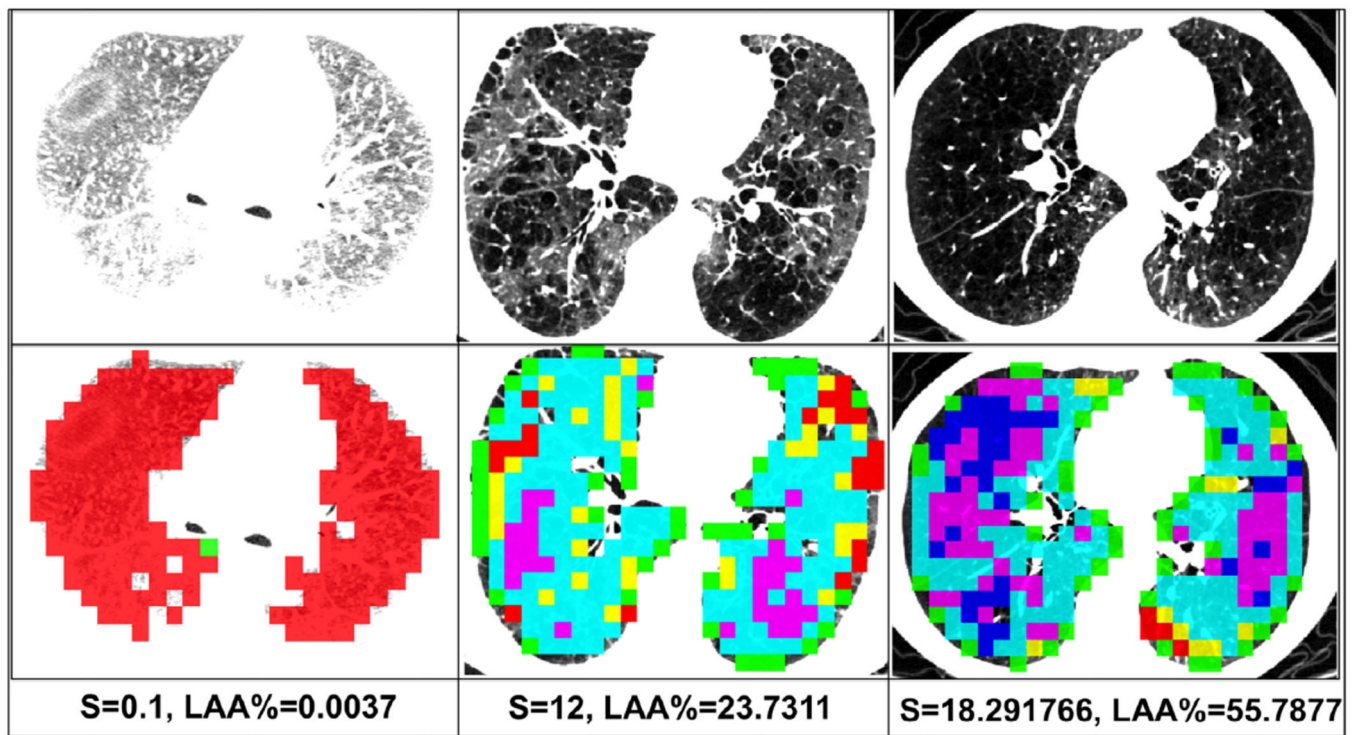 S=0.1, LAA%=0.0037
S=12, LAA%=23.7311
S=18.291766, LAA%=55.7877